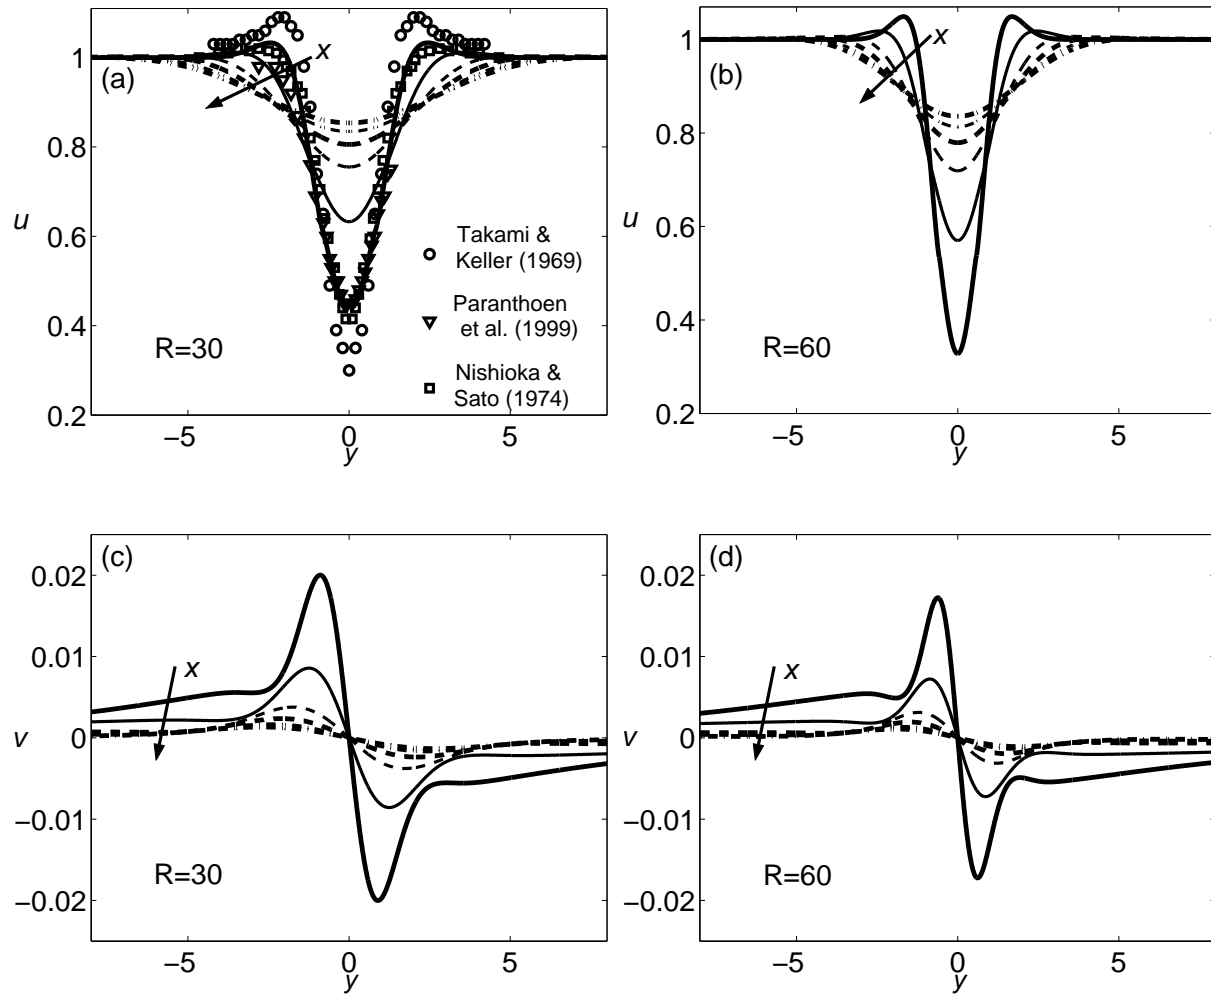 (a)
x
1
0.8
u
0.6
0.4
0.2
Takami &
Keller (1969)
Paranthoen
et al. (1999)
Nishioka &
Sato (1974)
R=30
−5
0
5
y
(b)
x
1
0.8
u
0.6
0.4
0.2
R=60
−5
0
5
y
(c)
x
0.02
0.01
v
0
−0.01
−0.02
R=30
−5
0
5
y
(d)
x
0.02
0.01
v
0
−0.01
−0.02
R=60
−5
0
5
y